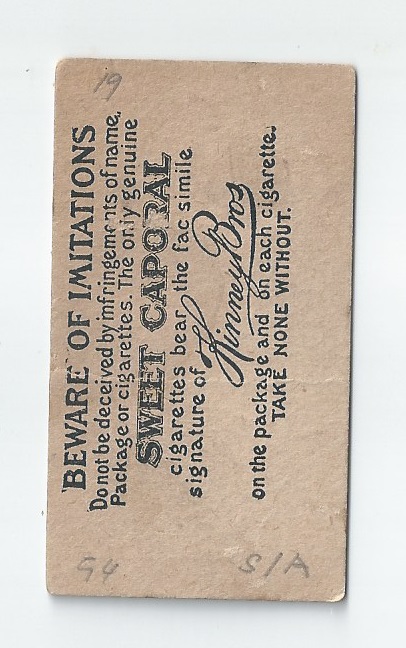 BEWARE OF IMITATIONS
Do not be deceived by infringements of name,
Package or cigarettes. The only genuine
SWEET CAPORAL
cigarettes bear the fac simile
signature of Kinney Bros
on the package and on each cigarette.
TAKE NONE WITHOUT.
19
94
S/A